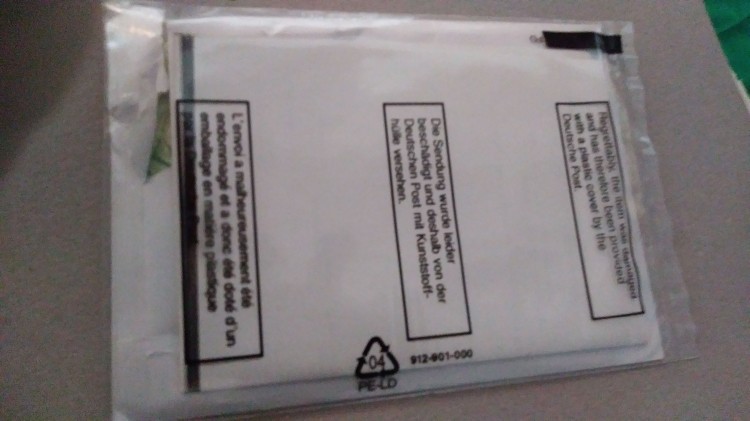 Regrettably, the item was damaged
and has therefore been provided
with a plastic cover by the
Deutsche Post.
Die Sendung wurde leider
beschädigt und deshalb von der
Deutschen Post mit Kunststoff-
hülle versehen.
L'envoi a malheureusement été
endommagé et a donc été doté d'un
emballage en matière plastique
par la
04
PE-LD
912-901-000